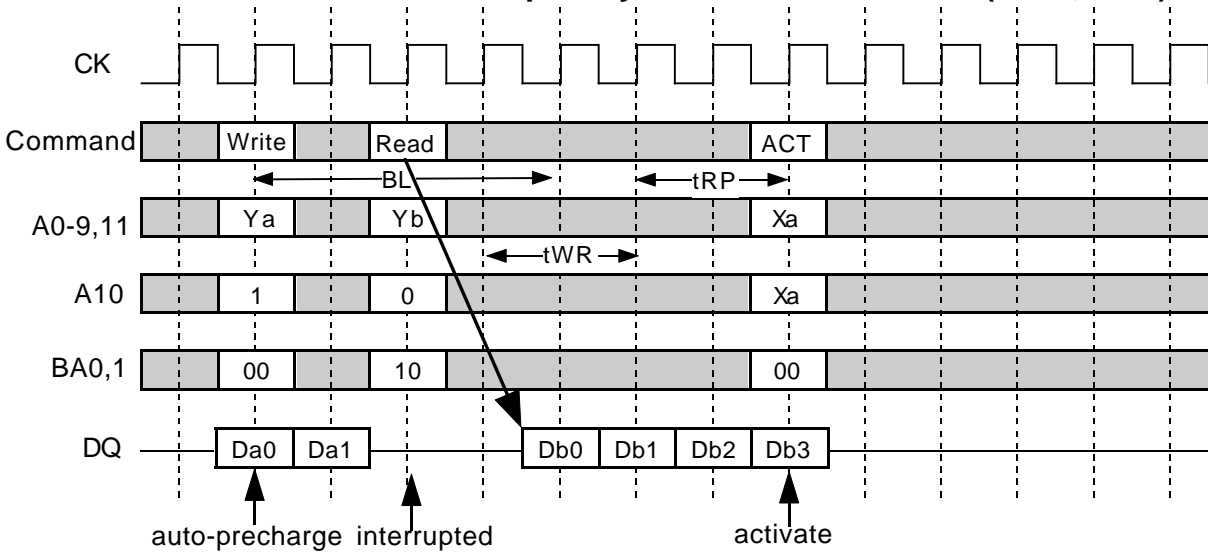 CK
Command Write Read ACT
BL tRP
A0-9,11 Ya Yb Xa
tWR
A10 1 0 Xa
BA0,1 00 10 00
DQ Da0 Da1 Db0 Db1 Db2 Db3
auto-precharge interrupted activate